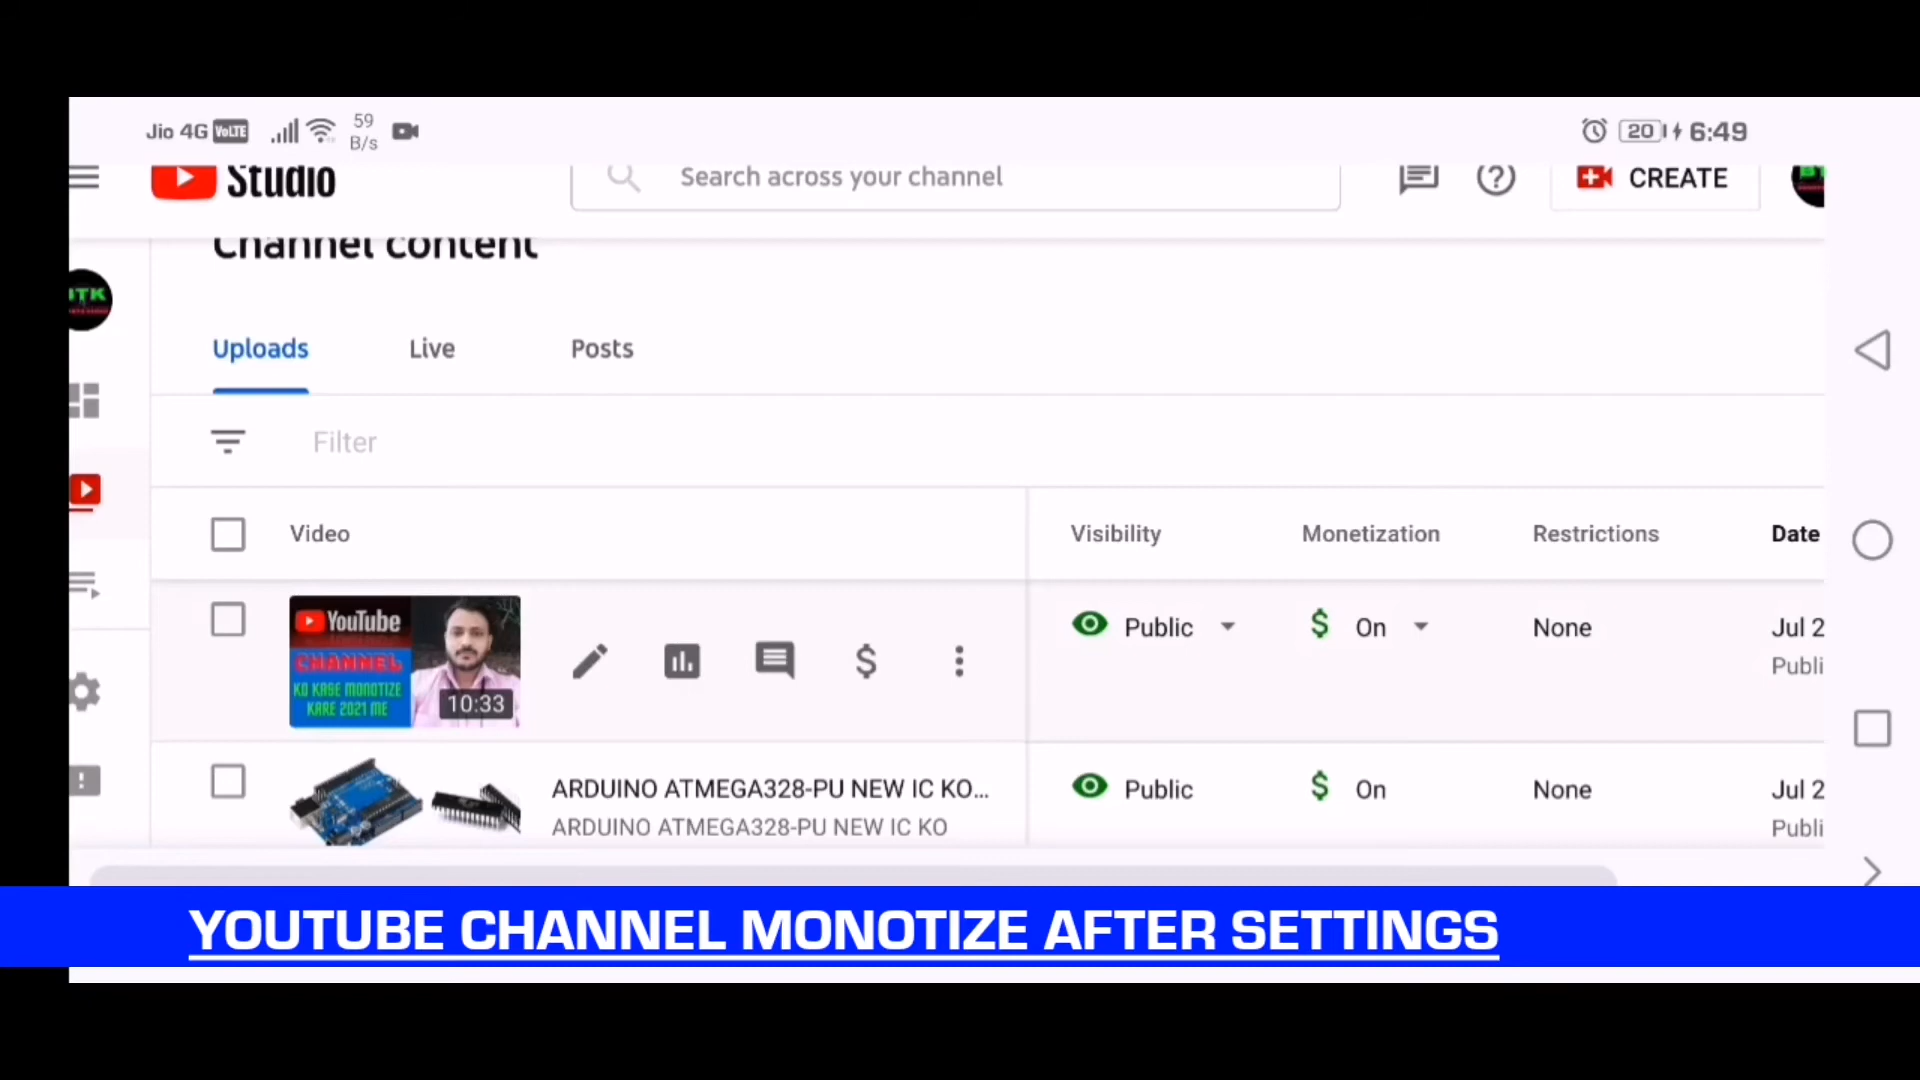 Jio 4G VoLTE 59 B/s 20 6:49
Studio Search across your channel ? CREATE
Channel content
ITK
Uploads Live Posts
Filter
Video Visibility Monetization Restrictions Date
YouTube
CHANNEL
KO KASE MONOTIZE
KARE 2021 ME
10:33
Public $ On None Jul 2
Publi
ARDUINO ATMEGA328-PU NEW IC KO... Public $ On None Jul 2
ARDUINO ATMEGA328-PU NEW IC KO Publi
YOUTUBE CHANNEL MONOTIZE AFTER SETTINGS